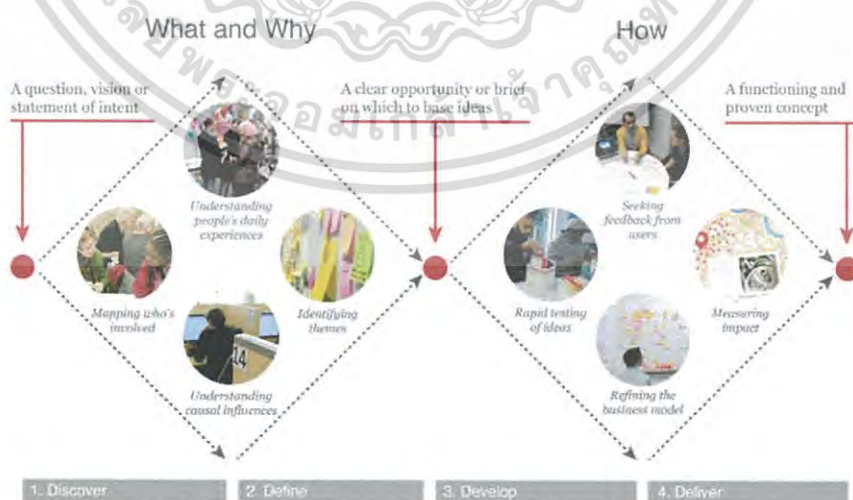 What and Why
How
A question, vision or
statement of intent
A clear opportunity or brief
on which to base ideas
A functioning and
proven concept
Understanding
people's daily
experiences
Seeking
feedback from
users
Mapping who's
involved
Identifying
themes
Rapid testing
of ideas
Measuring
impact
14
Understanding
causal influences
Refining the
business model
1. Discover
2. Define
3. Develop
4. Deliver